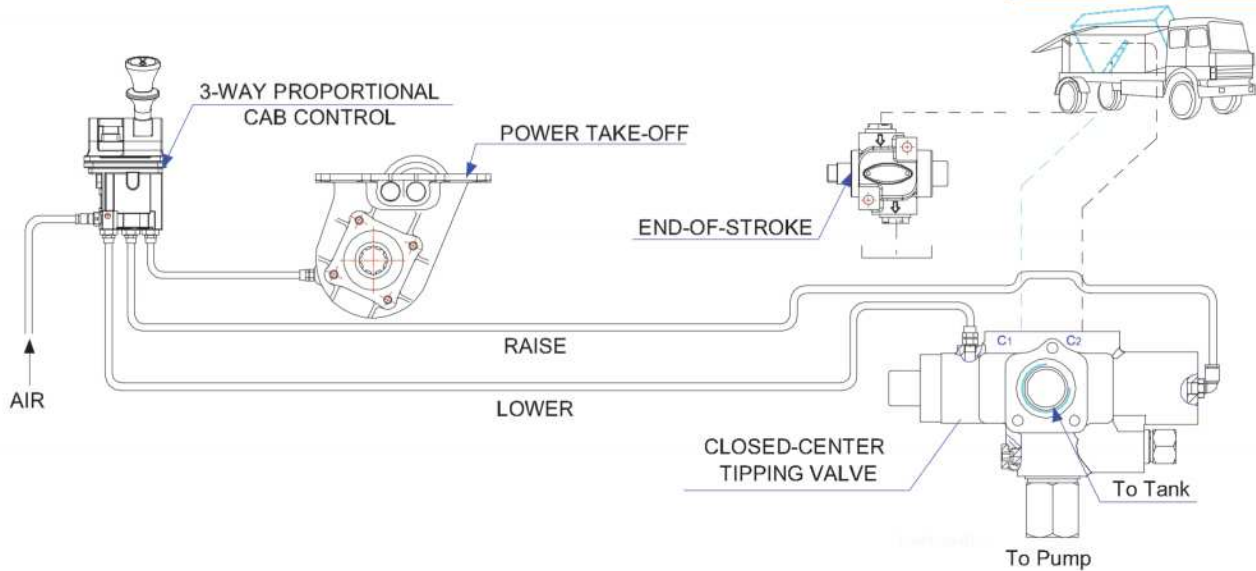 3-WAY PROPORTIONAL
CAB CONTROL
POWER TAKE-OFF
END-OF-STROKE
RAISE
C1
C2
AIR
LOWER
CLOSED-CENTER
TIPPING VALVE
To Tank
To Pump